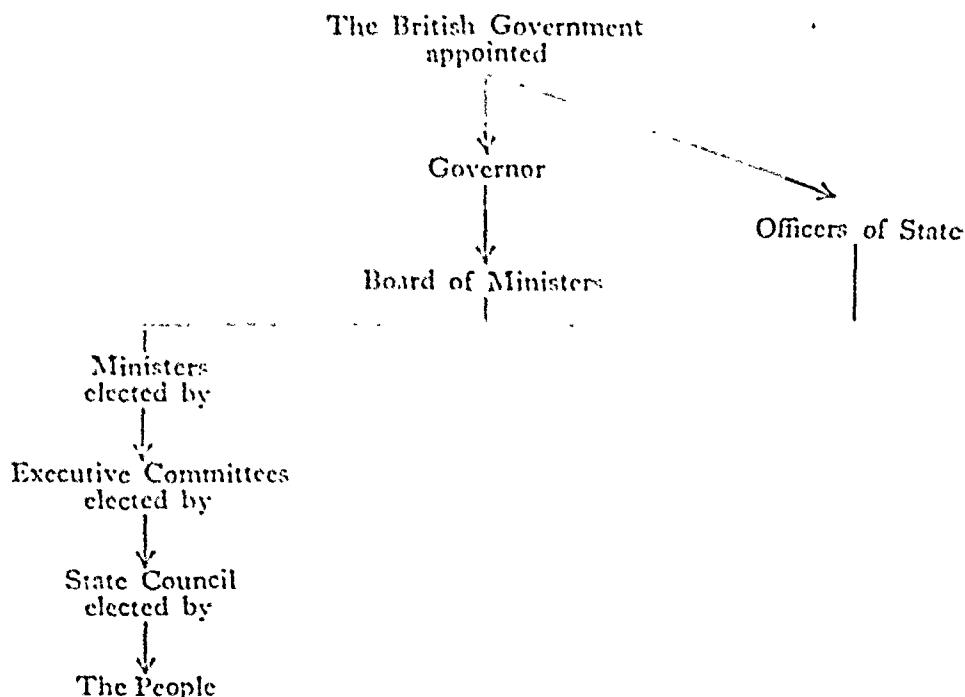 The British Government
appointed
Governor
Officers of State
Board of Ministers
Ministers
elected by
Executive Committees
elected by
State Council
elected by
The People